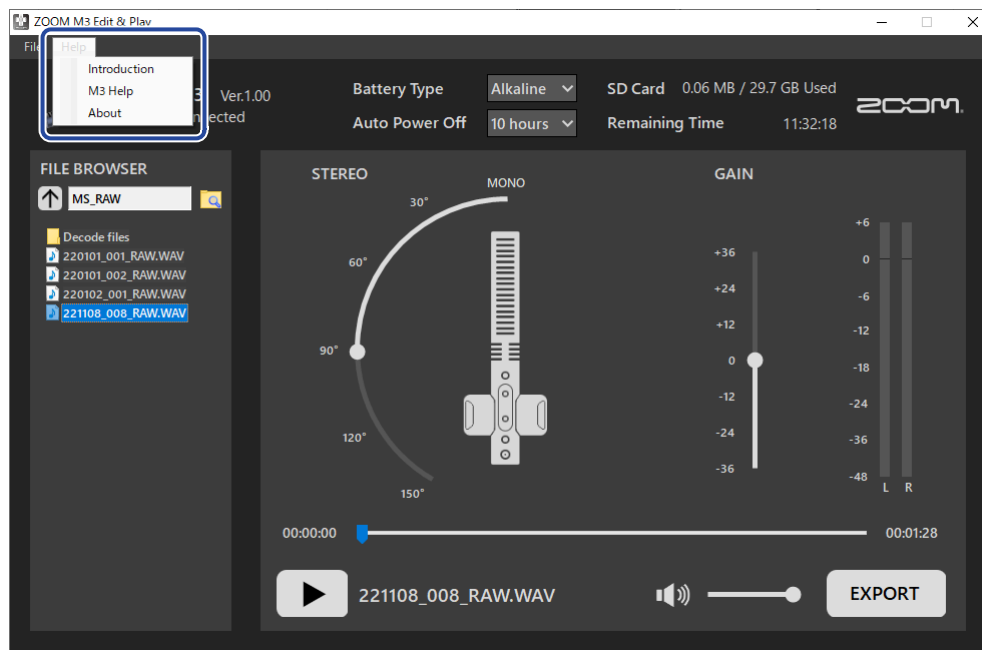 ZOOM M3 Edit & Play
File Help
Introduction
M3 Help
About
3 Ver.1.00
Battery Type Alkaline
Auto Power Off 10 hours
SD Card 0.06 MB / 29.7 GB Used
Remaining Time 11:32:18
ZOOM
FILE BROWSER
MS_RAW
Decode files
220101_001_RAW.WAV
220101_002_RAW.WAV
220102_001_RAW.WAV
221108_008_RAW.WAV
STEREO
MONO
30°
60°
90°
120°
150°
GAIN
+36
+24
+12
0
-12
-24
-36
+6
0
-6
-12
-18
-24
-36
-48
L R
00:00:00 00:01:28
221108_008_RAW.WAV
EXPORT